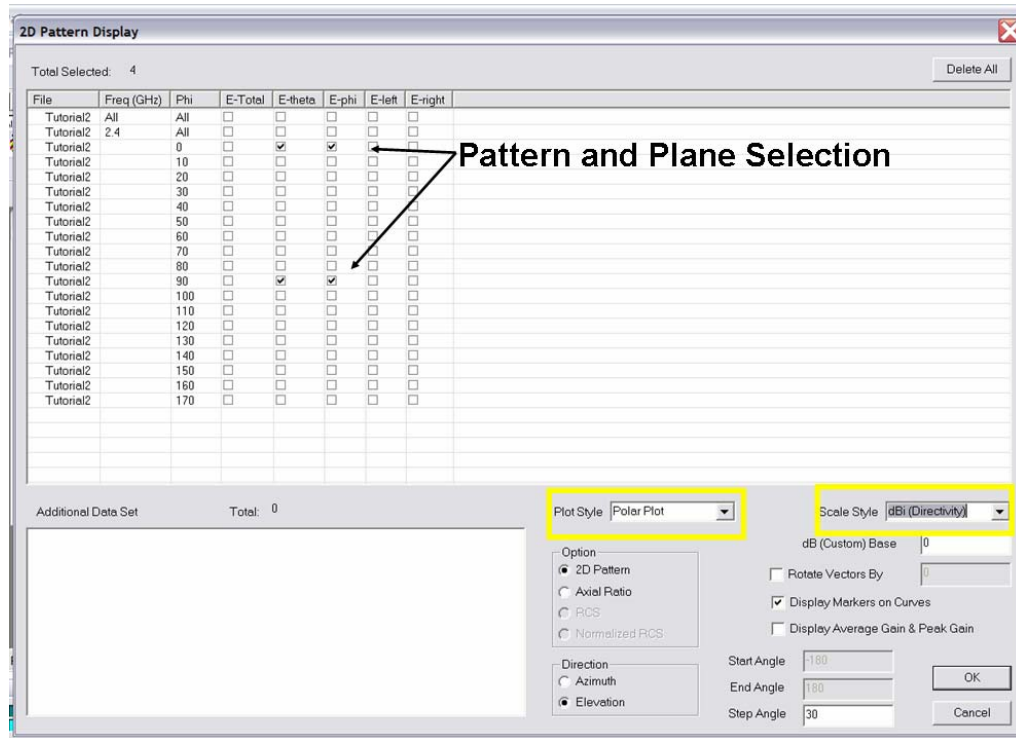 2D Pattern Display
Total Selected: 4
Delete All
File Freq (GHz) Phi E-Total E-theta E-phi E-left E-right
Tutorial2 All All
Tutorial2 2.4 All
Tutorial2 0
Tutorial2 10
Tutorial2 20
Tutorial2 30
Tutorial2 40
Tutorial2 50
Tutorial2 60
Tutorial2 70
Tutorial2 80
Tutorial2 90
Tutorial2 100
Tutorial2 110
Tutorial2 120
Tutorial2 130
Tutorial2 140
Tutorial2 150
Tutorial2 160
Tutorial2 170
Pattern and Plane Selection
Additional Data Set Total: 0
Plot Style Polar Plot
Scale Style dBi (Directivity)
dB (Custom) Base 0
Option
2D Pattern
Axial Ratio
RCS
Normalized RCS
Rotate Vectors By 0
Display Markers on Curves
Display Average Gain & Peak Gain
Direction
Azimuth
Elevation
Start Angle -180
End Angle 180
Step Angle 30
OK
Cancel